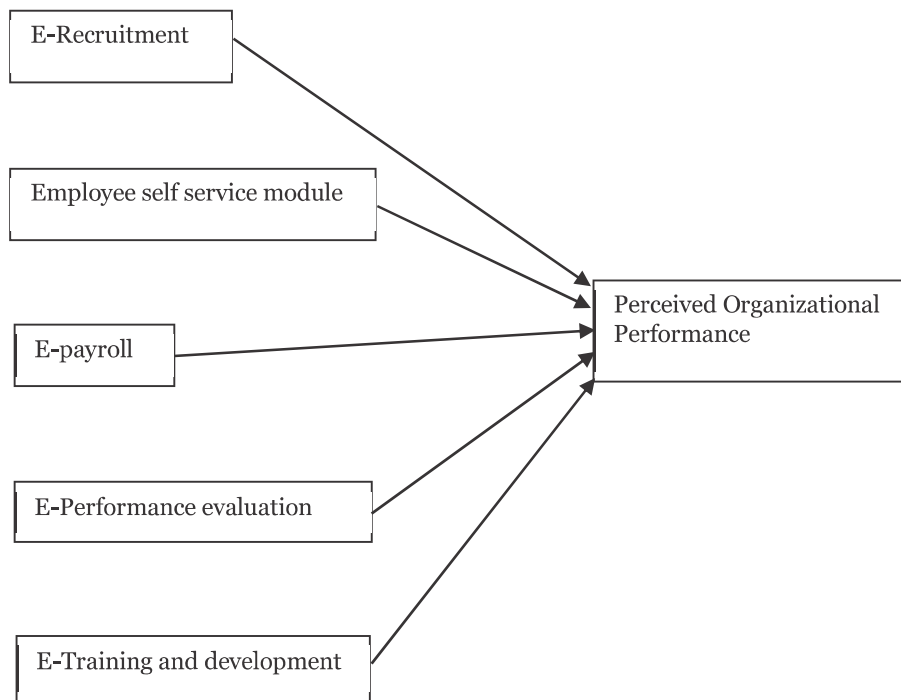 E-Recruitment
Employee self service module
E-payroll
E-Performance evaluation
E-Training and development
Perceived Organizational
Performance